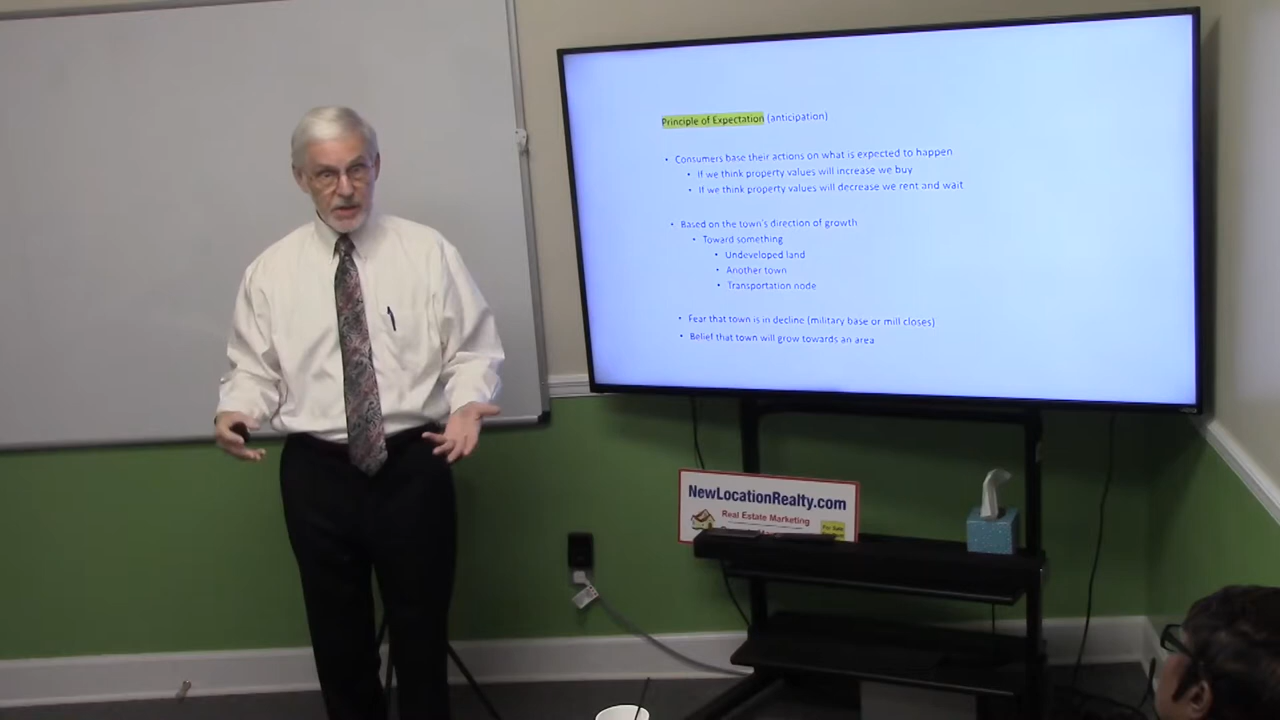 Principle of Expectation (anticipation)
• Consumers base their actions on what is expected to happen
• If we think property values will increase we buy
• If we think property values will decrease we rent and wait
• Based on the town's direction of growth
• Toward something
• Undeveloped land
• Another town
• Transportation node
• Fear that town is in decline (military base or mill closes)
• Belief that town will grow towards an area
NewLocationRealty.com
Real Estate Marketing
For Sale